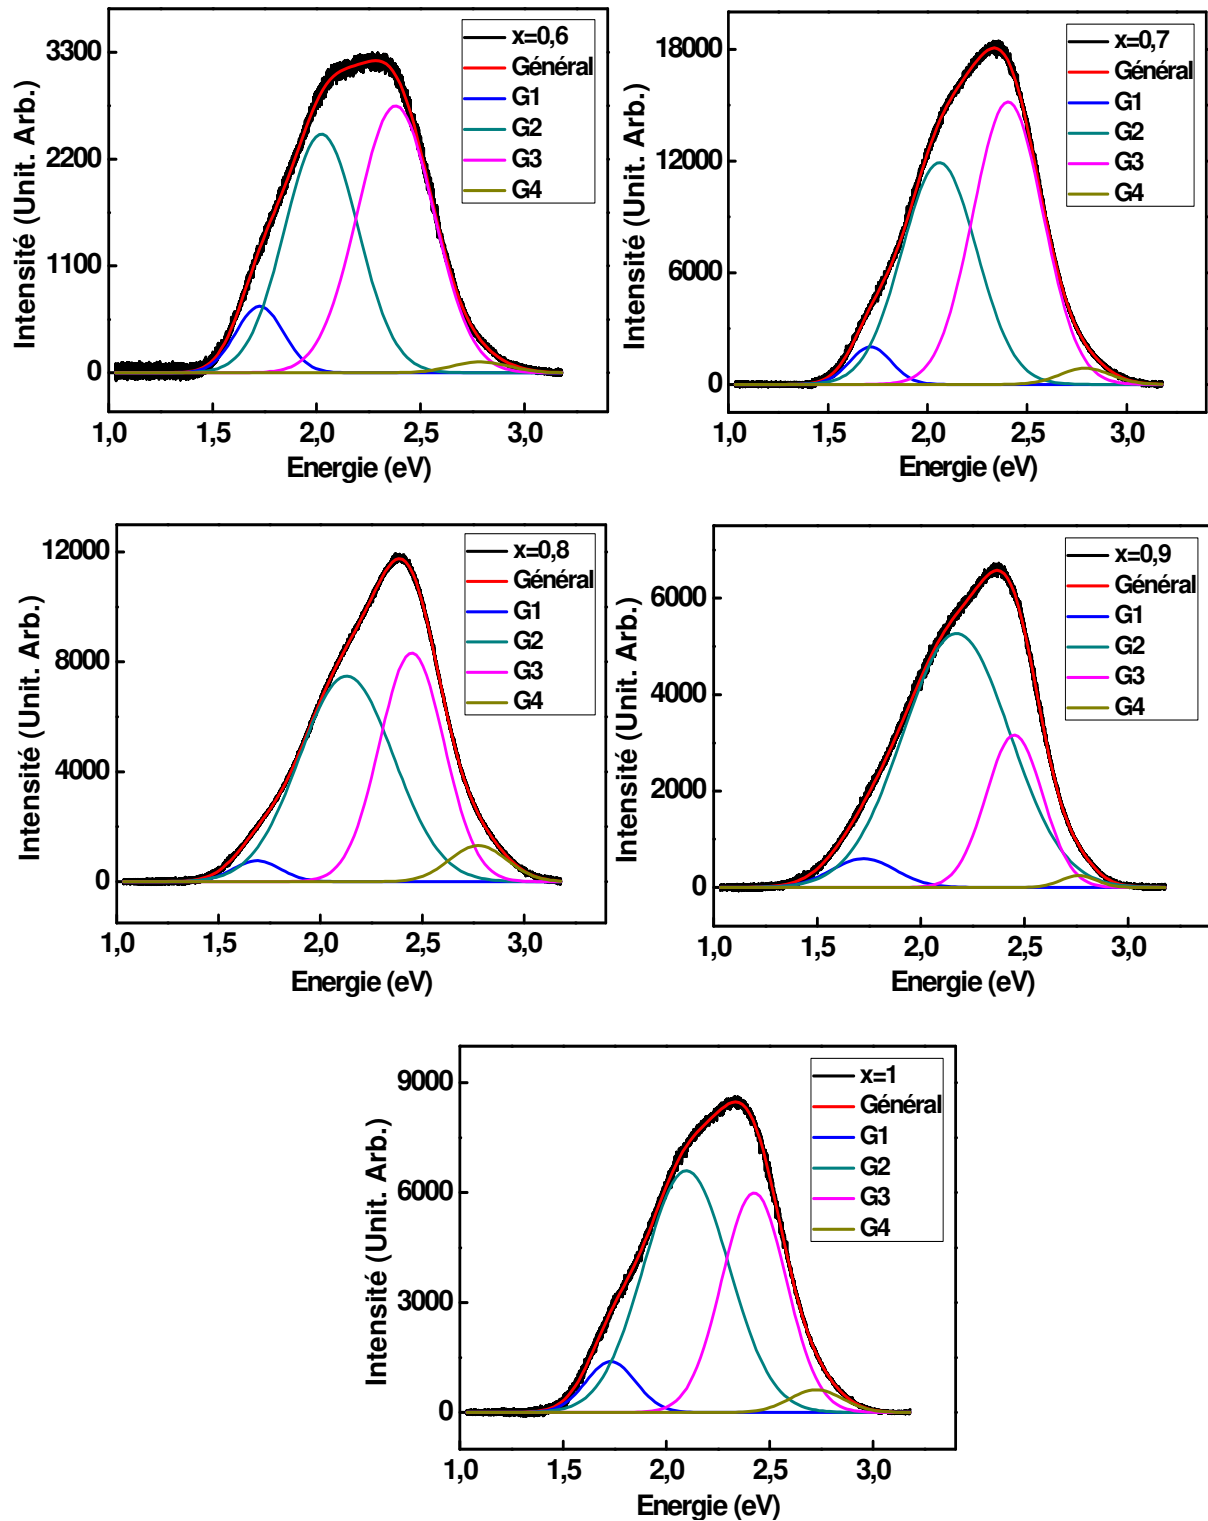 3300
2200
1100
0
Intensité (Unit. Arb.)
x=0,6
Général
G1
G2
G3
G4
1,0 1,5 2,0 2,5 3,0
Energie (eV)
18000
12000
6000
0
Intensité (Unit. Arb.)
x=0,7
Général
G1
G2
G3
G4
1,0 1,5 2,0 2,5 3,0
Energie (eV)
12000
8000
4000
0
Intensité (Unit. Arb.)
x=0,8
Général
G1
G2
G3
G4
1,0 1,5 2,0 2,5 3,0
Energie (eV)
6000
4000
2000
0
Intensité (Unit. Arb.)
x=0,9
Général
G1
G2
G3
G4
1,0 1,5 2,0 2,5 3,0
Energie (eV)
9000
6000
3000
0
Intensité (Unit. Arb.)
x=1
Général
G1
G2
G3
G4
1,0 1,5 2,0 2,5 3,0
Energie (eV)